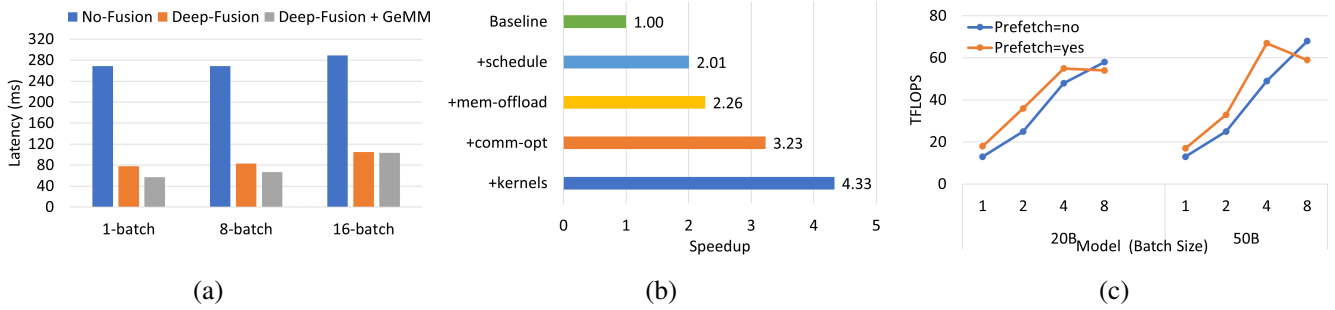 No-Fusion Deep-Fusion Deep-Fusion + GeMM
320
280
240
200
160
120
80
40
0
Latency (ms)
1-batch 8-batch 16-batch
(a)
Baseline 1.00
+schedule 2.01
+mem-offload 2.26
+comm-opt 3.23
+kernels 4.33
0 1 2 3 4 5
Speedup
(b)
Prefetch=no
Prefetch=yes
80
60
40
20
0
TFLOPS
1 2 4 8 1 2 4 8
20B 50B
Model (Batch Size)
(c)